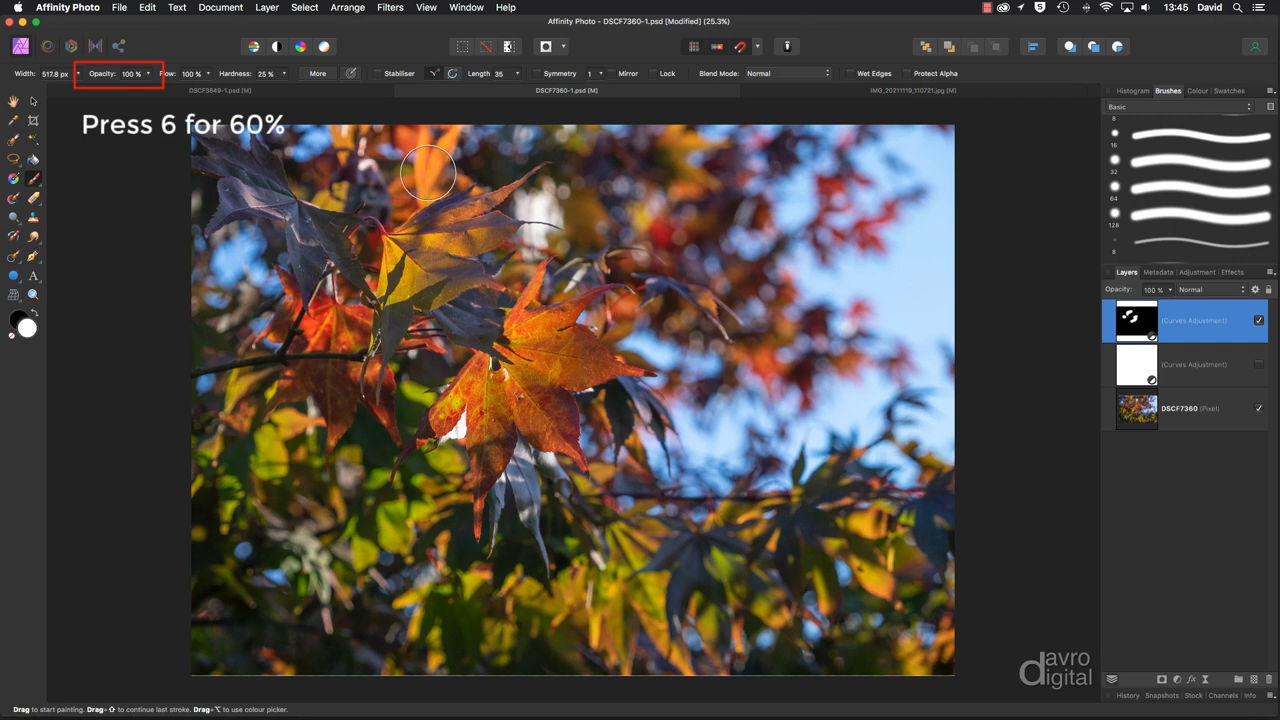 Affinity Photo File Edit Text Document Layer Select Arrange Filters View Window Help 13:45 David
Affinity Photo - DSCF7360-1.psd [Modified] (25.3%)
Width: 517.8 px Opacity: 100 % Flow: 100 % Hardness: 25 % More Stabiliser Length 35 Symmetry 1 Mirror Lock Blend Mode: Normal Wet Edges Protect Alpha
DSCF3849-1.psd [M] DSCF7360-1.psd [M] IMG_20211119_110721.jpg [M]
Histogram Brushes Colour Swatches
Basic
Press 6 for 60%
8
16
32
64
128
8
Layers Metadata Adjustment Effects
Opacity: 100 % Normal
(Curves Adjustment)
(Curves Adjustment)
DSCF7360 (Pixel)
davro
digital
History Snapshots Stock Channels Info
Drag to start painting. Drag+⇧ to continue last stroke. Drag+⌥ to use colour picker.